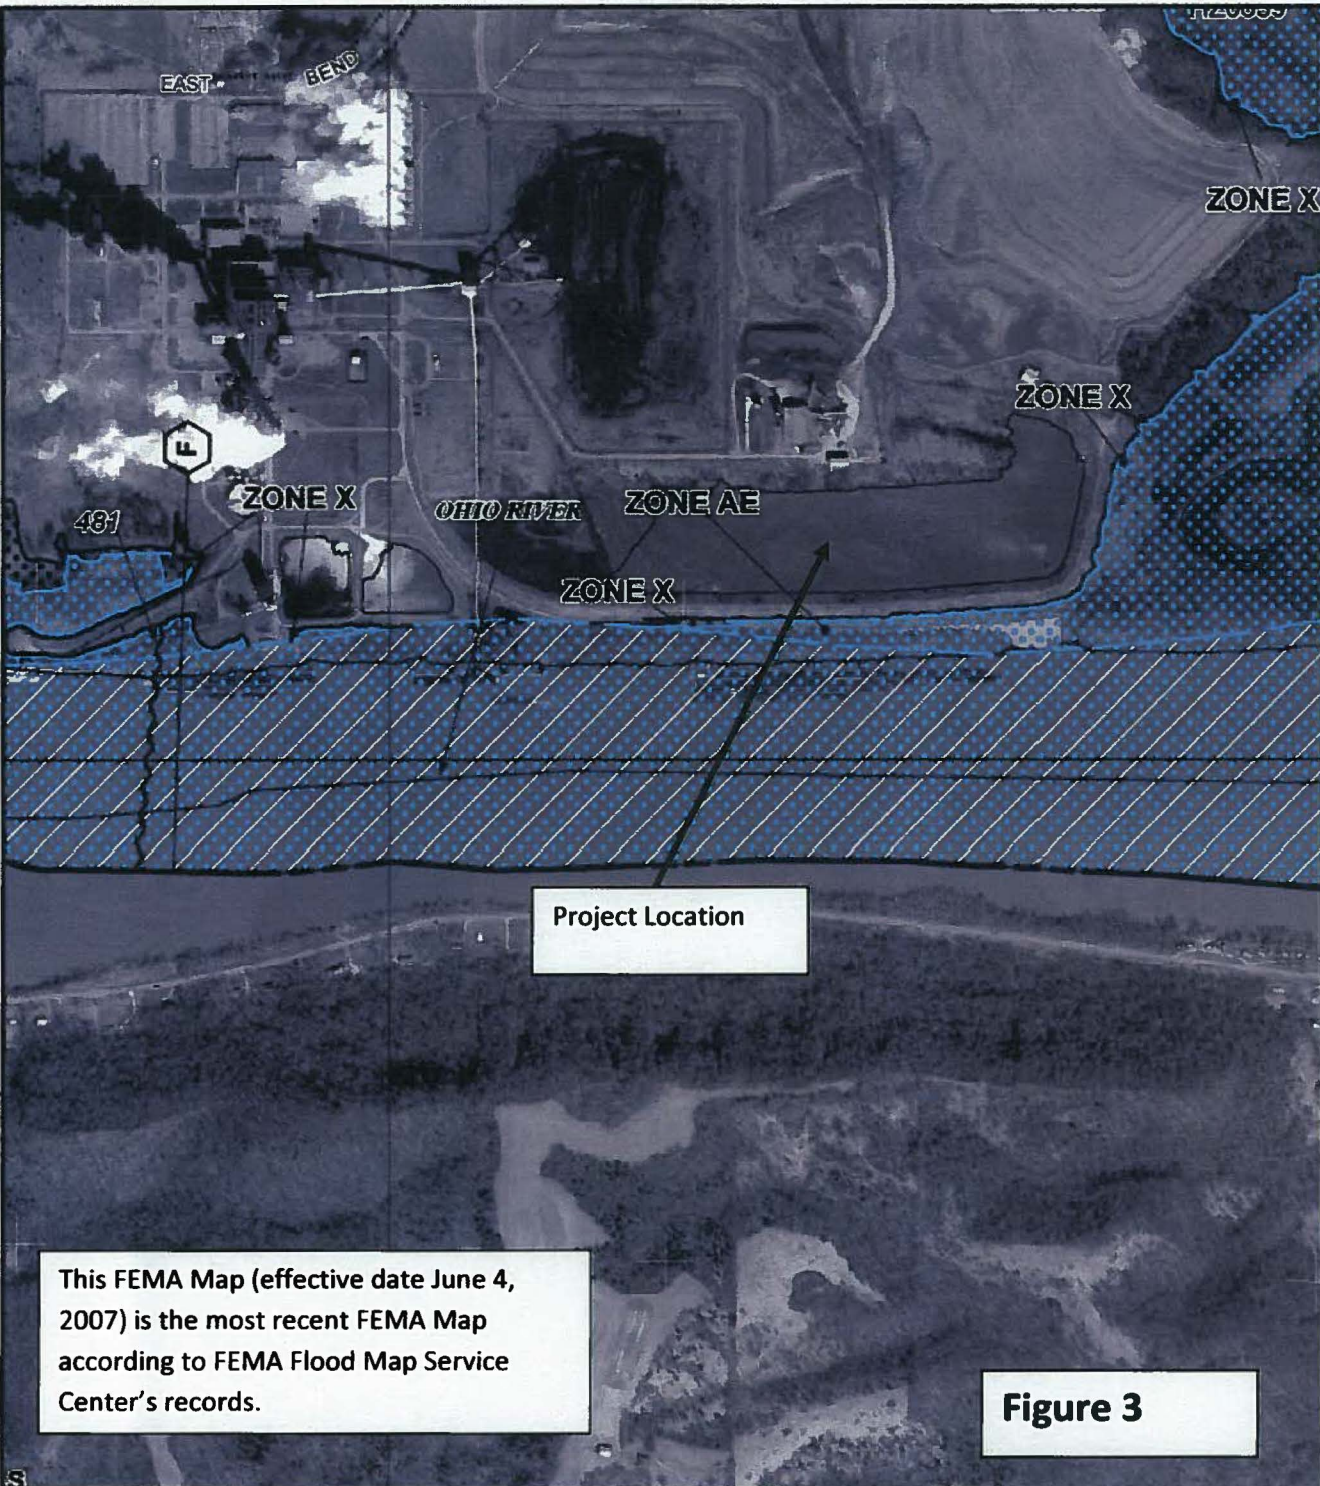 EAST
BEND
ZONE X
ZONE X
F
481
ZONE X
OHIO RIVER
ZONE AE
ZONE X
Project Location
This FEMA Map (effective date June 4,
2007) is the most recent FEMA Map
according to FEMA Flood Map Service
Center's records.
Figure 3
S